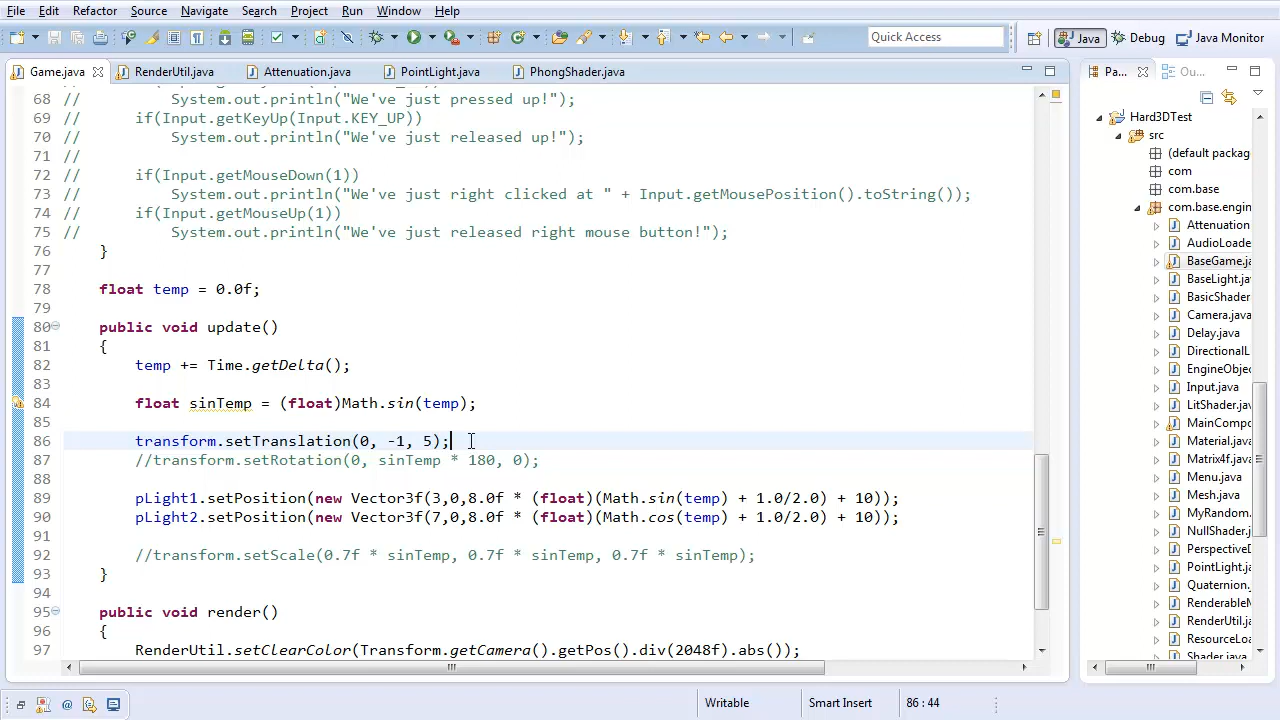 File Edit Refactor Source Navigate Search Project Run Window Help
Quick Access
Java
Debug
Java Monitor
Game.java
RenderUtil.java
Attenuation.java
PointLight.java
PhongShader.java
68 // System.out.println("We've just pressed up!");
69 // if(Input.getKeyUp(Input.KEY_UP))
70 // System.out.println("We've just released up!");
71 //
72 // if(Input.getMouseDown(1))
73 // System.out.println("We've just right clicked at " + Input.getMousePosition().toString());
74 // if(Input.getMouseUp(1))
75 // System.out.println("We've just released right mouse button!");
76 }
77
78 float temp = 0.0f;
79
80 public void update()
81 {
82 temp += Time.getDelta();
83
84 float sinTemp = (float)Math.sin(temp);
85
86 transform.setTranslation(0, -1, 5);
87 //transform.setRotation(0, sinTemp * 180, 0);
88
89 pLight1.setPosition(new Vector3f(3,0,8.0f * (float)(Math.sin(temp) + 1.0/2.0) + 10));
90 pLight2.setPosition(new Vector3f(7,0,8.0f * (float)(Math.cos(temp) + 1.0/2.0) + 10));
91
92 //transform.setScale(0.7f * sinTemp, 0.7f * sinTemp, 0.7f * sinTemp);
93 }
94
95 public void render()
96 {
97 RenderUtil.setClearColor(Transform.getCamera().getPos().div(2048f).abs());
Pa...
Ou...
Hard3DTest
src
(default packag
com
com.base
com.base.engin
Attenuation
AudioLoade
BaseGame.ja
BaseLight.ja
BasicShader
Camera.java
Delay.java
DirectionalL
EngineObjec
Input.java
LitShader.jav
MainCompo
Material.java
Matrix4f.java
Menu.java
Mesh.java
MyRandom.
NullShader.j
PerspectiveD
PointLight.ja
Quaternion.
RenderableM
RenderUtil.ja
ResourceLoa
Shader.java
Writable
Smart Insert
86 : 44